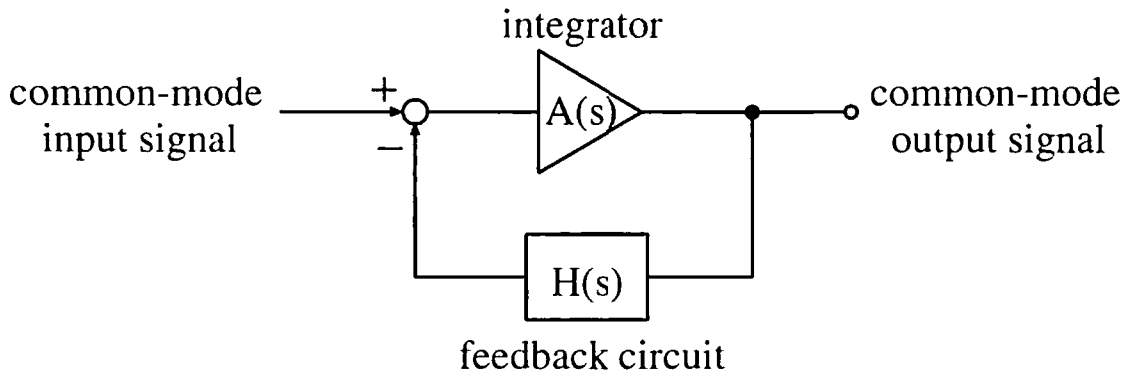 integrator
common-mode
input signal
+
−
A(s)
common-mode
output signal
H(s)
feedback circuit